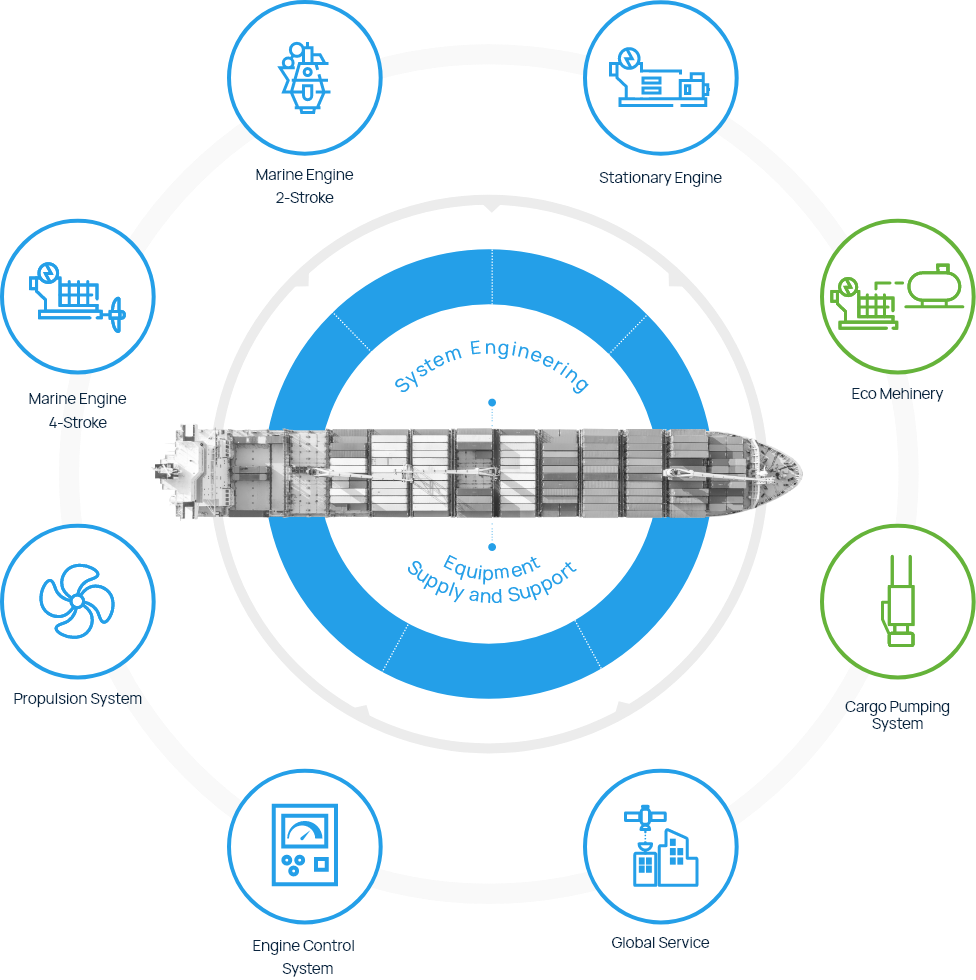 Marine Engine
2-Stroke
Stationary Engine
Marine Engine
4-Stroke
Eco Mehinery
System Engineering
Equipment
Supply and Support
Propulsion System
Cargo Pumping
System
Engine Control
System
Global Service